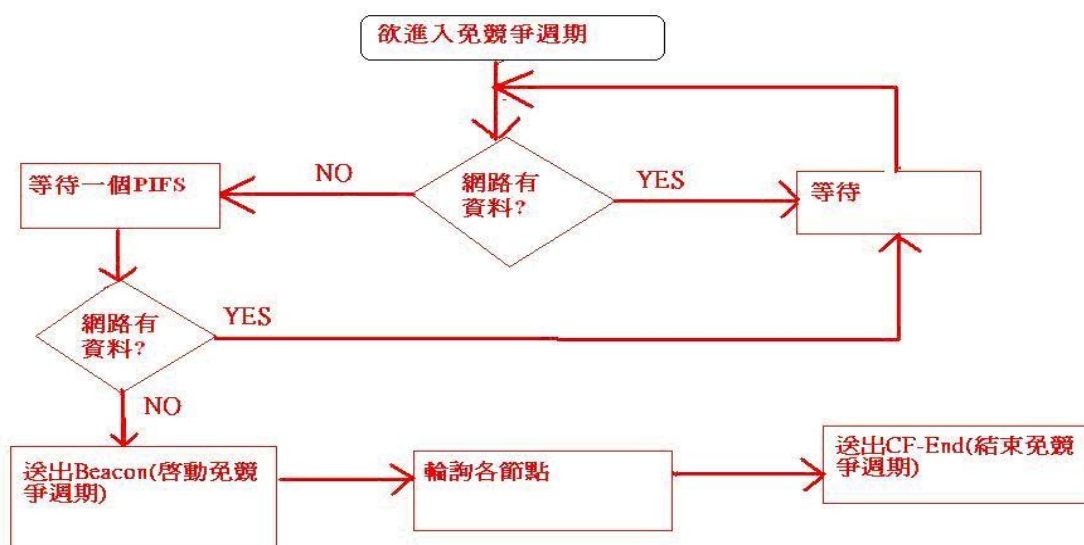 欲進入免競爭週期
NO
網路有
資料?
YES
等待一個PIFS
等待
網路有
資料?
YES
NO
送出Beacon(啓動免競
爭週期)
輪詢各節点
送出CF-End(結束免競
爭週期)